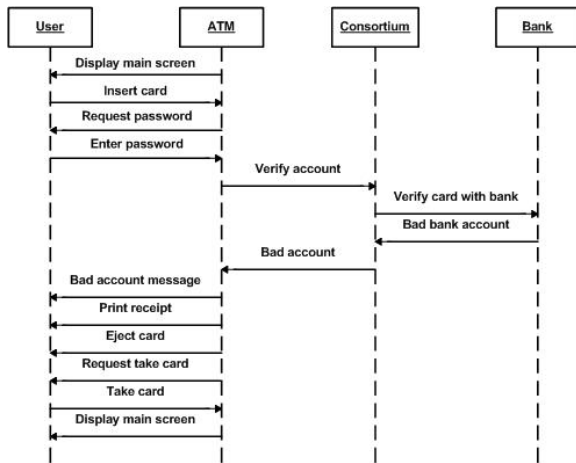 User
ATM
Consortium
Bank
Display main screen
Insert card
Request password
Enter password
Verify account
Verify card with bank
Bad bank account
Bad account
Bad account message
Print receipt
Eject card
Request take card
Take card
Display main screen